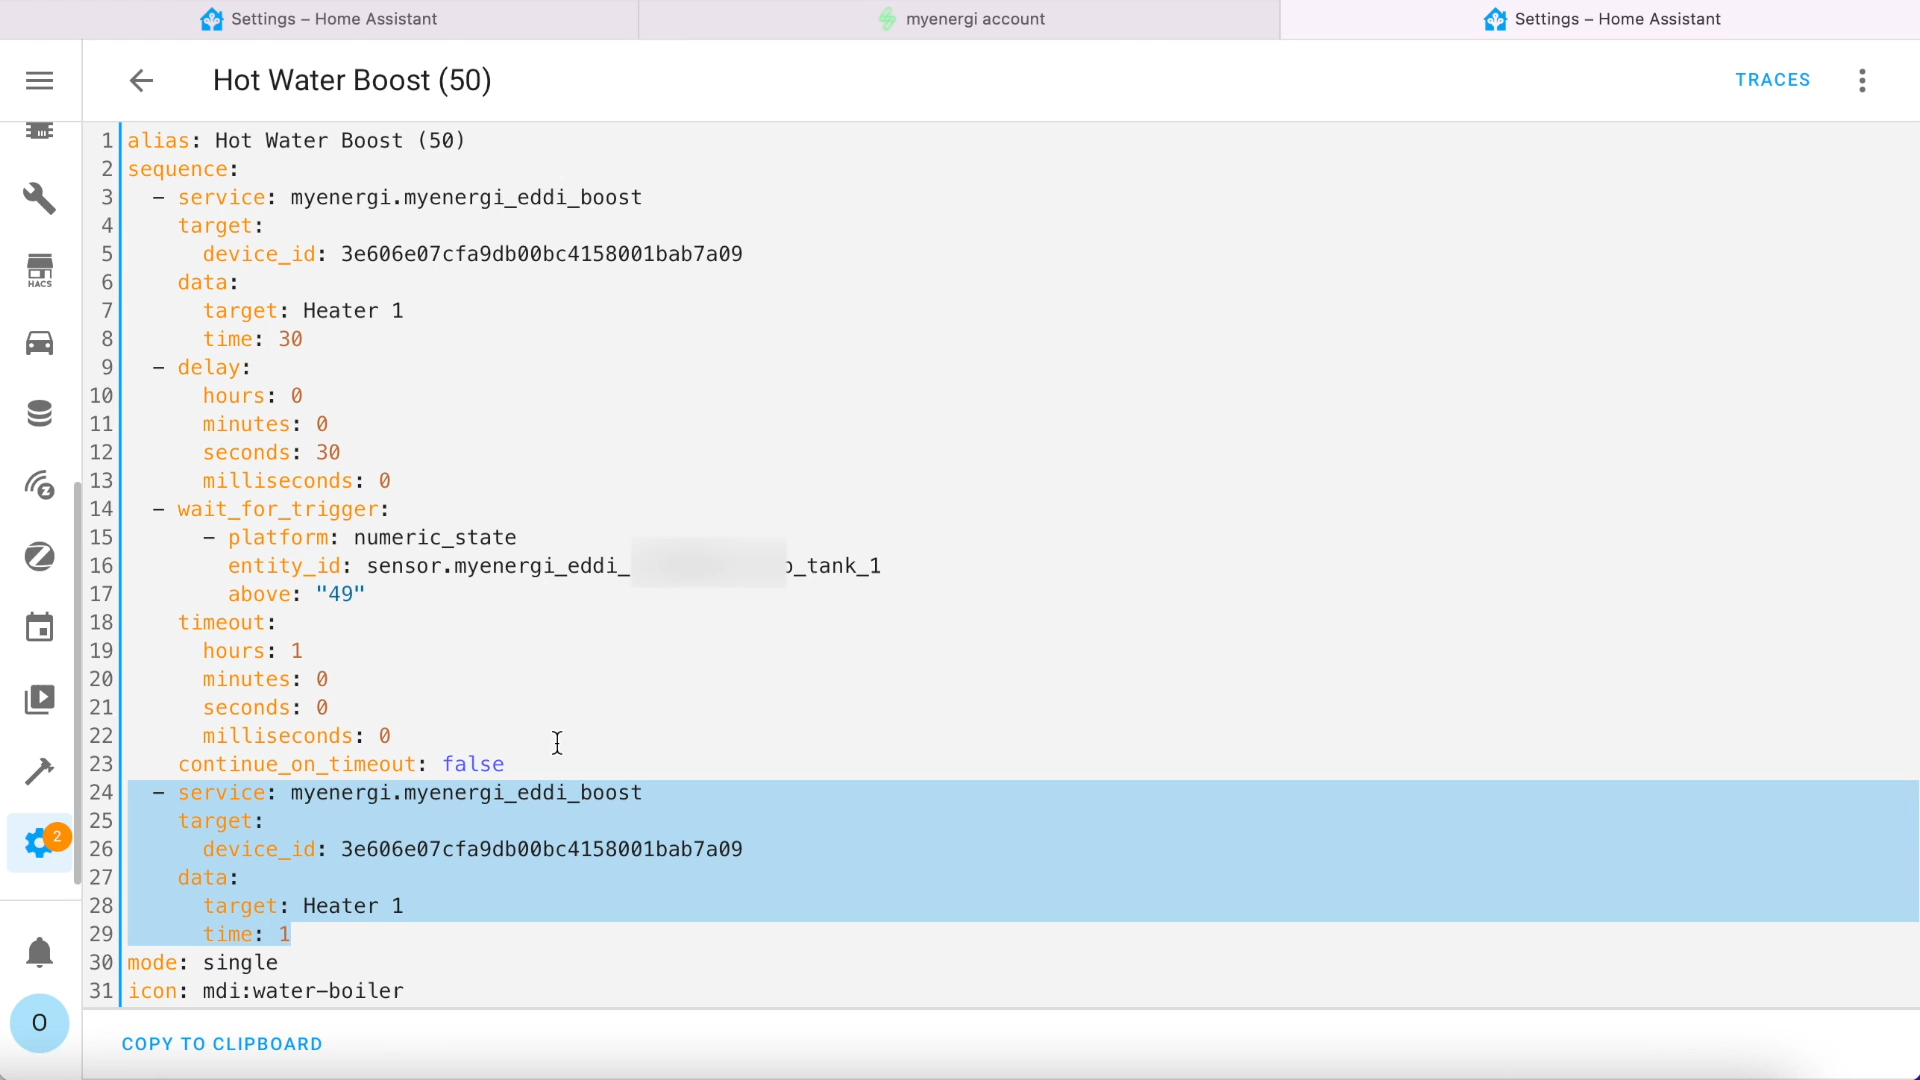 Settings – Home Assistant
myenergi account
Settings – Home Assistant
Hot Water Boost (50)
TRACES
HACS
2
O
1 alias: Hot Water Boost (50)
2 sequence:
3   - service: myenergi.myenergi_eddi_boost
4     target:
5       device_id: 3e606e07cfa9db00bc4158001bab7a09
6     data:
7       target: Heater 1
8       time: 30
9   - delay:
10       hours: 0
11       minutes: 0
12       seconds: 30
13       milliseconds: 0
14   - wait_for_trigger:
15       - platform: numeric_state
16         entity_id: sensor.myenergi_eddi_ _tank_1
17         above: "49"
18     timeout:
19       hours: 1
20       minutes: 0
21       seconds: 0
22       milliseconds: 0
23     continue_on_timeout: false
24   - service: myenergi.myenergi_eddi_boost
25     target:
26       device_id: 3e606e07cfa9db00bc4158001bab7a09
27     data:
28       target: Heater 1
29       time: 1
30 mode: single
31 icon: mdi:water-boiler
COPY TO CLIPBOARD